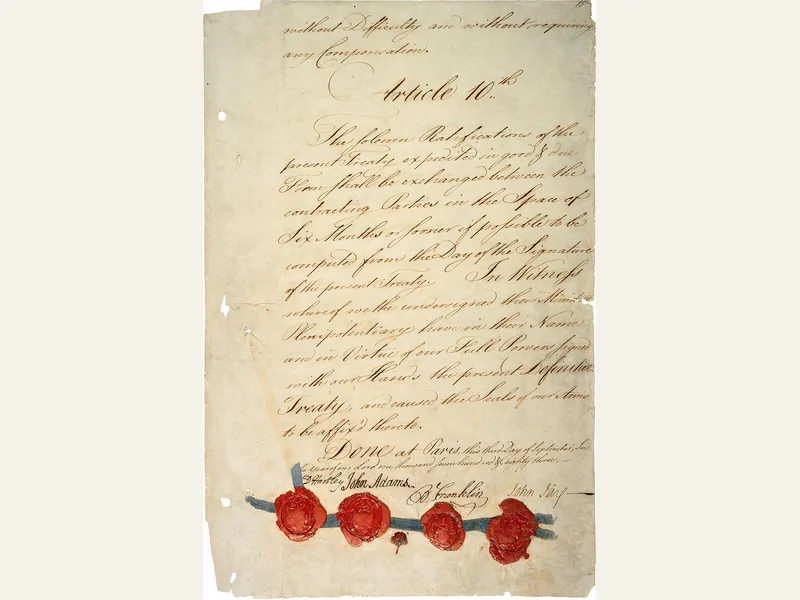 without Difficulty and without requiring
any Compensation.
Article 10.th
The solemn Ratifications of the
present Treaty expedited in good & due
Form shall be exchanged between the
contracting Parties in the Space of
Six Months or sooner if possible to be
computed from the Day of the Signature
of the present Treaty. In Witness
whereof we the undersigned their Ministers
Plenipotentiary have in their Name
and in Virtue of our Full Powers signed
with our Hands the present Definitive
Treaty, and caused the Seals of our Arms
to be affix'd thereto.
Done at Paris, this third Day of September, In
Year of our Lord one thousand seven hundred & eighty three.
D Hartley John Adams. B Franklin John Jay